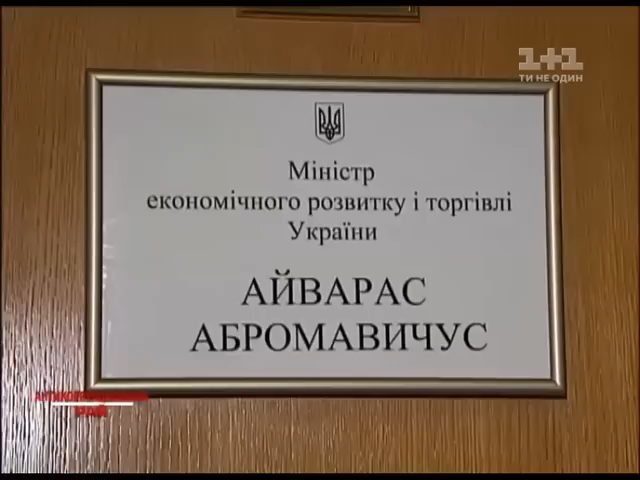 1+1
ТИ НЕ ОДИН
Міністр
економічного розвитку і торгівлі
України
АЙВАРАС
АБРОМАВИЧУС